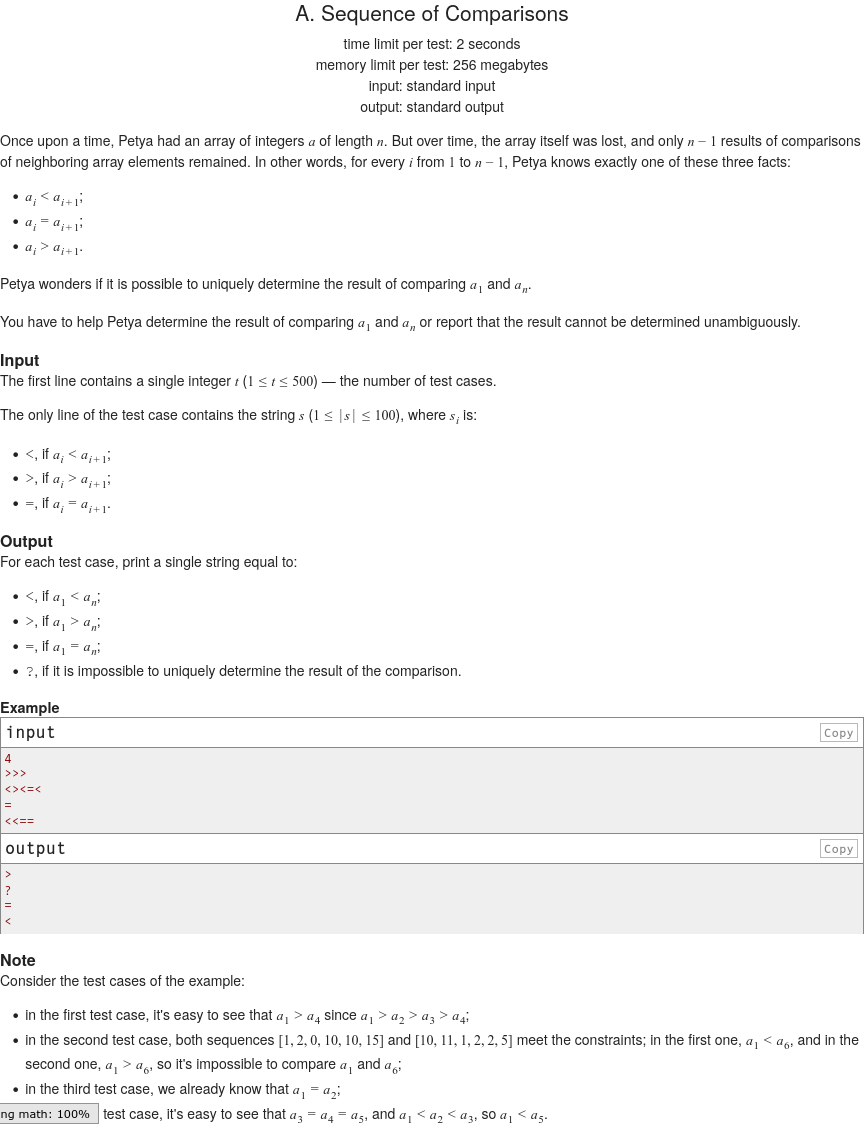 A. Sequence of Comparisons
time limit per test: 2 seconds
memory limit per test: 256 megabytes
input: standard input
output: standard output
Once upon a time, Petya had an array of integers a of length n. But over time, the array itself was lost, and only n − 1 results of comparisons
of neighboring array elements remained. In other words, for every i from 1 to n − 1, Petya knows exactly one of these three facts:
• a_i < a_{i+1};
• a_i = a_{i+1};
• a_i > a_{i+1}.
Petya wonders if it is possible to uniquely determine the result of comparing a_1 and a_n.
You have to help Petya determine the result of comparing a_1 and a_n or report that the result cannot be determined unambiguously.
Input
The first line contains a single integer t (1 ≤ t ≤ 500) — the number of test cases.
The only line of the test case contains the string s (1 ≤ |s| ≤ 100), where s_i is:
• <, if a_i < a_{i+1};
• >, if a_i > a_{i+1};
• =, if a_i = a_{i+1}.
Output
For each test case, print a single string equal to:
• <, if a_1 < a_n;
• >, if a_1 > a_n;
• =, if a_1 = a_n;
• ?, if it is impossible to uniquely determine the result of the comparison.
Example
input
Copy
4
>>>
<><=<
=
<<==
output
Copy
>
?
=
<
Note
Consider the test cases of the example:
• in the first test case, it's easy to see that a_1 > a_4 since a_1 > a_2 > a_3 > a_4;
• in the second test case, both sequences [1, 2, 0, 10, 10, 15] and [10, 11, 1, 2, 2, 5] meet the constraints; in the first one, a_1 < a_6, and in the
second one, a_1 > a_6, so it's impossible to compare a_1 and a_6;
• in the third test case, we already know that a_1 = a_2;
ng math: 100% test case, it's easy to see that a_3 = a_4 = a_5, and a_1 < a_2 < a_3, so a_1 < a_5.